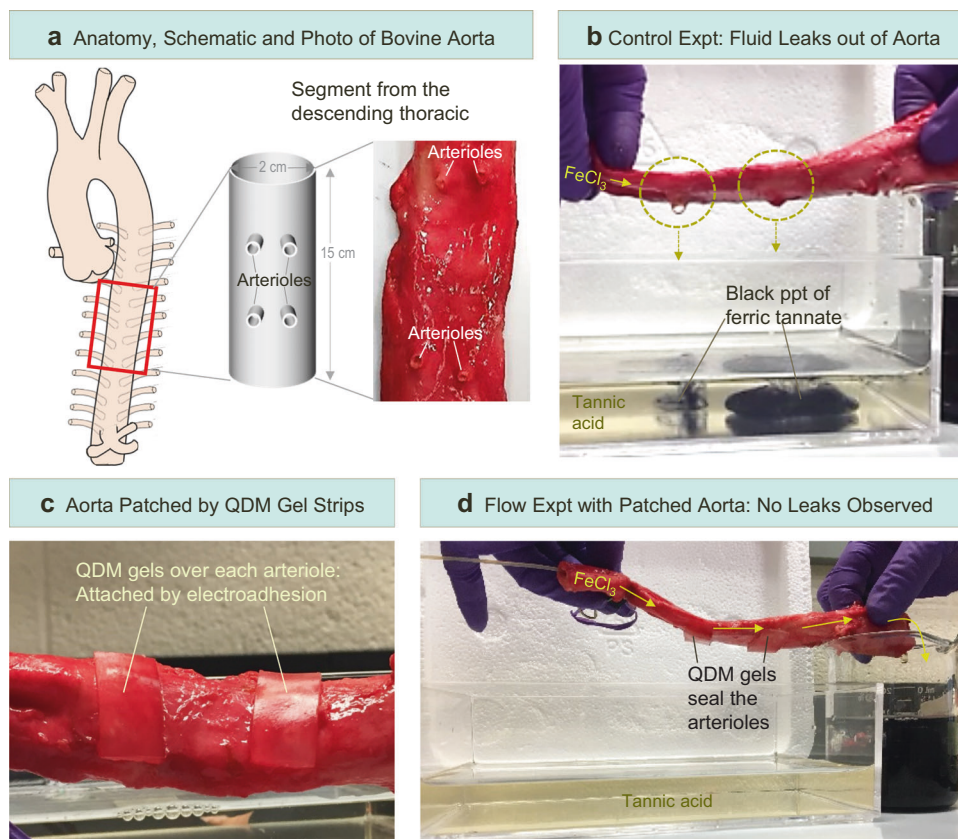 a Anatomy, Schematic and Photo of Bovine Aorta
Segment from the
descending thoracic
2 cm
Arterioles
15 cm
Arterioles
Arterioles
b Control Expt: Fluid Leaks out of Aorta
FeCl₃
Black ppt of
ferric tannate
Tannic
acid
c Aorta Patched by QDM Gel Strips
QDM gels over each arteriole:
Attached by electroadhesion
d Flow Expt with Patched Aorta: No Leaks Observed
FeCl₃
PS
QDM gels
seal the
arterioles
Tannic acid